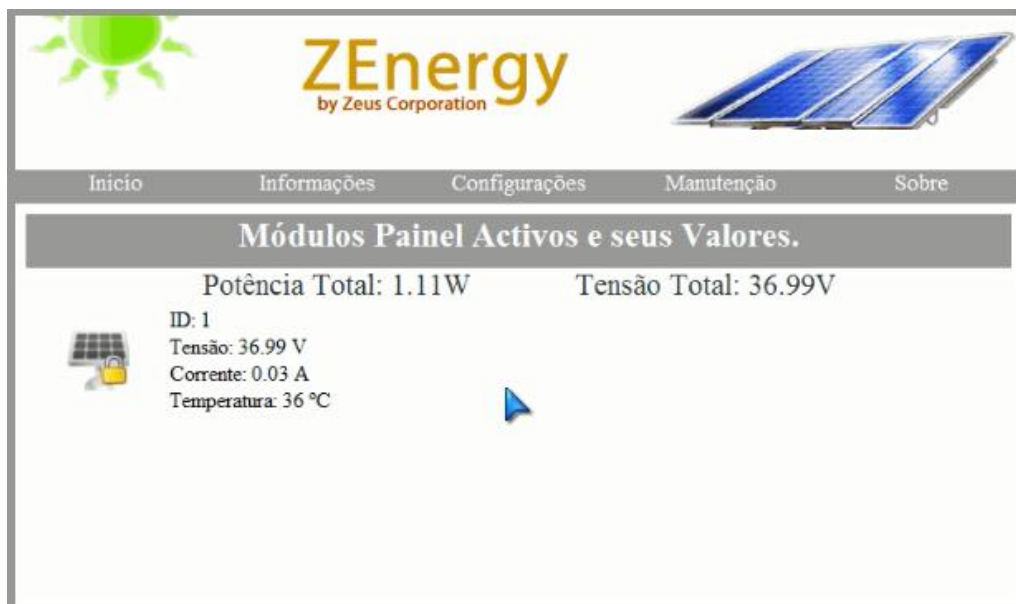 ZEnergy
by Zeus Corporation
Inicio Informações Configurações Manutenção Sobre
Módulos Painel Activos e seus Valores.
Potência Total: 1.11W Tensão Total: 36.99V
ID: 1
Tensão: 36.99 V
Corrente: 0.03 A
Temperatura: 36 ºC